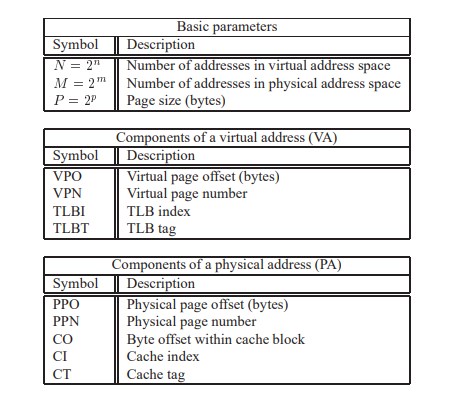 Basic parameters
Symbol Description
N = 2ⁿ Number of addresses in virtual address space
M = 2ᵐ Number of addresses in physical address space
P = 2ᵖ Page size (bytes)
Components of a virtual address (VA)
Symbol Description
VPO Virtual page offset (bytes)
VPN Virtual page number
TLBI TLB index
TLBT TLB tag
Components of a physical address (PA)
Symbol Description
PPO Physical page offset (bytes)
PPN Physical page number
CO Byte offset within cache block
CI Cache index
CT Cache tag